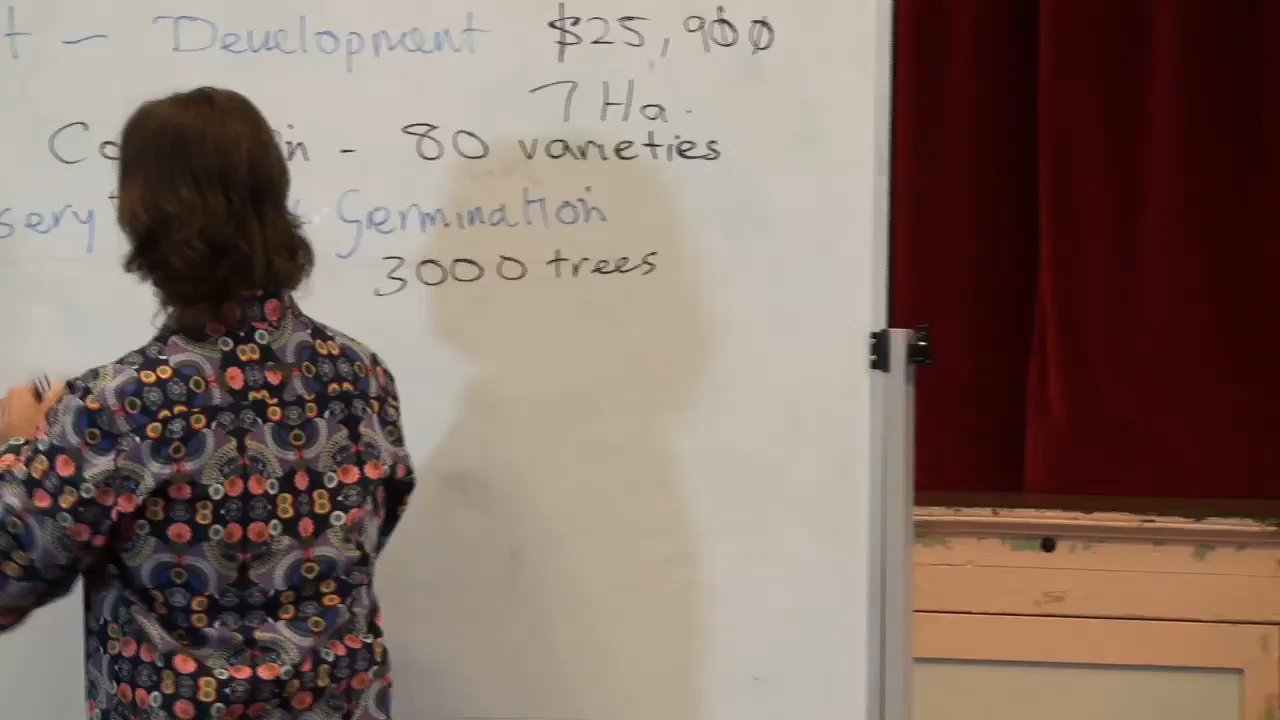 t - Development $25,900
7 Ha.
- 80 varieties
Germination
3000 trees